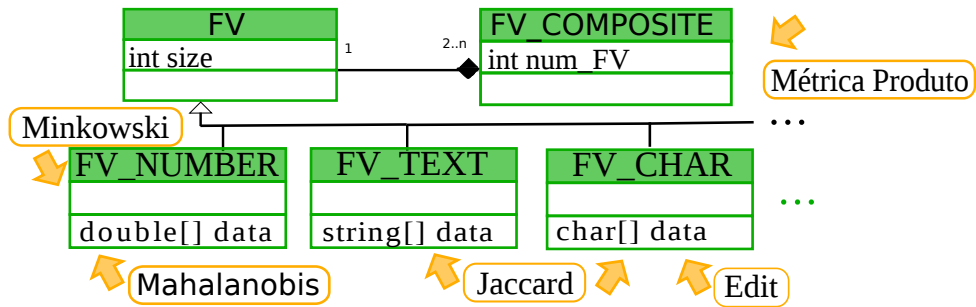 FV
int size
1
2..n
FV_COMPOSITE
int num_FV
Métrica Produto
...
Minkowski
FV_NUMBER
double[] data
FV_TEXT
string[] data
FV_CHAR
char[] data
...
Mahalanobis
Jaccard
Edit